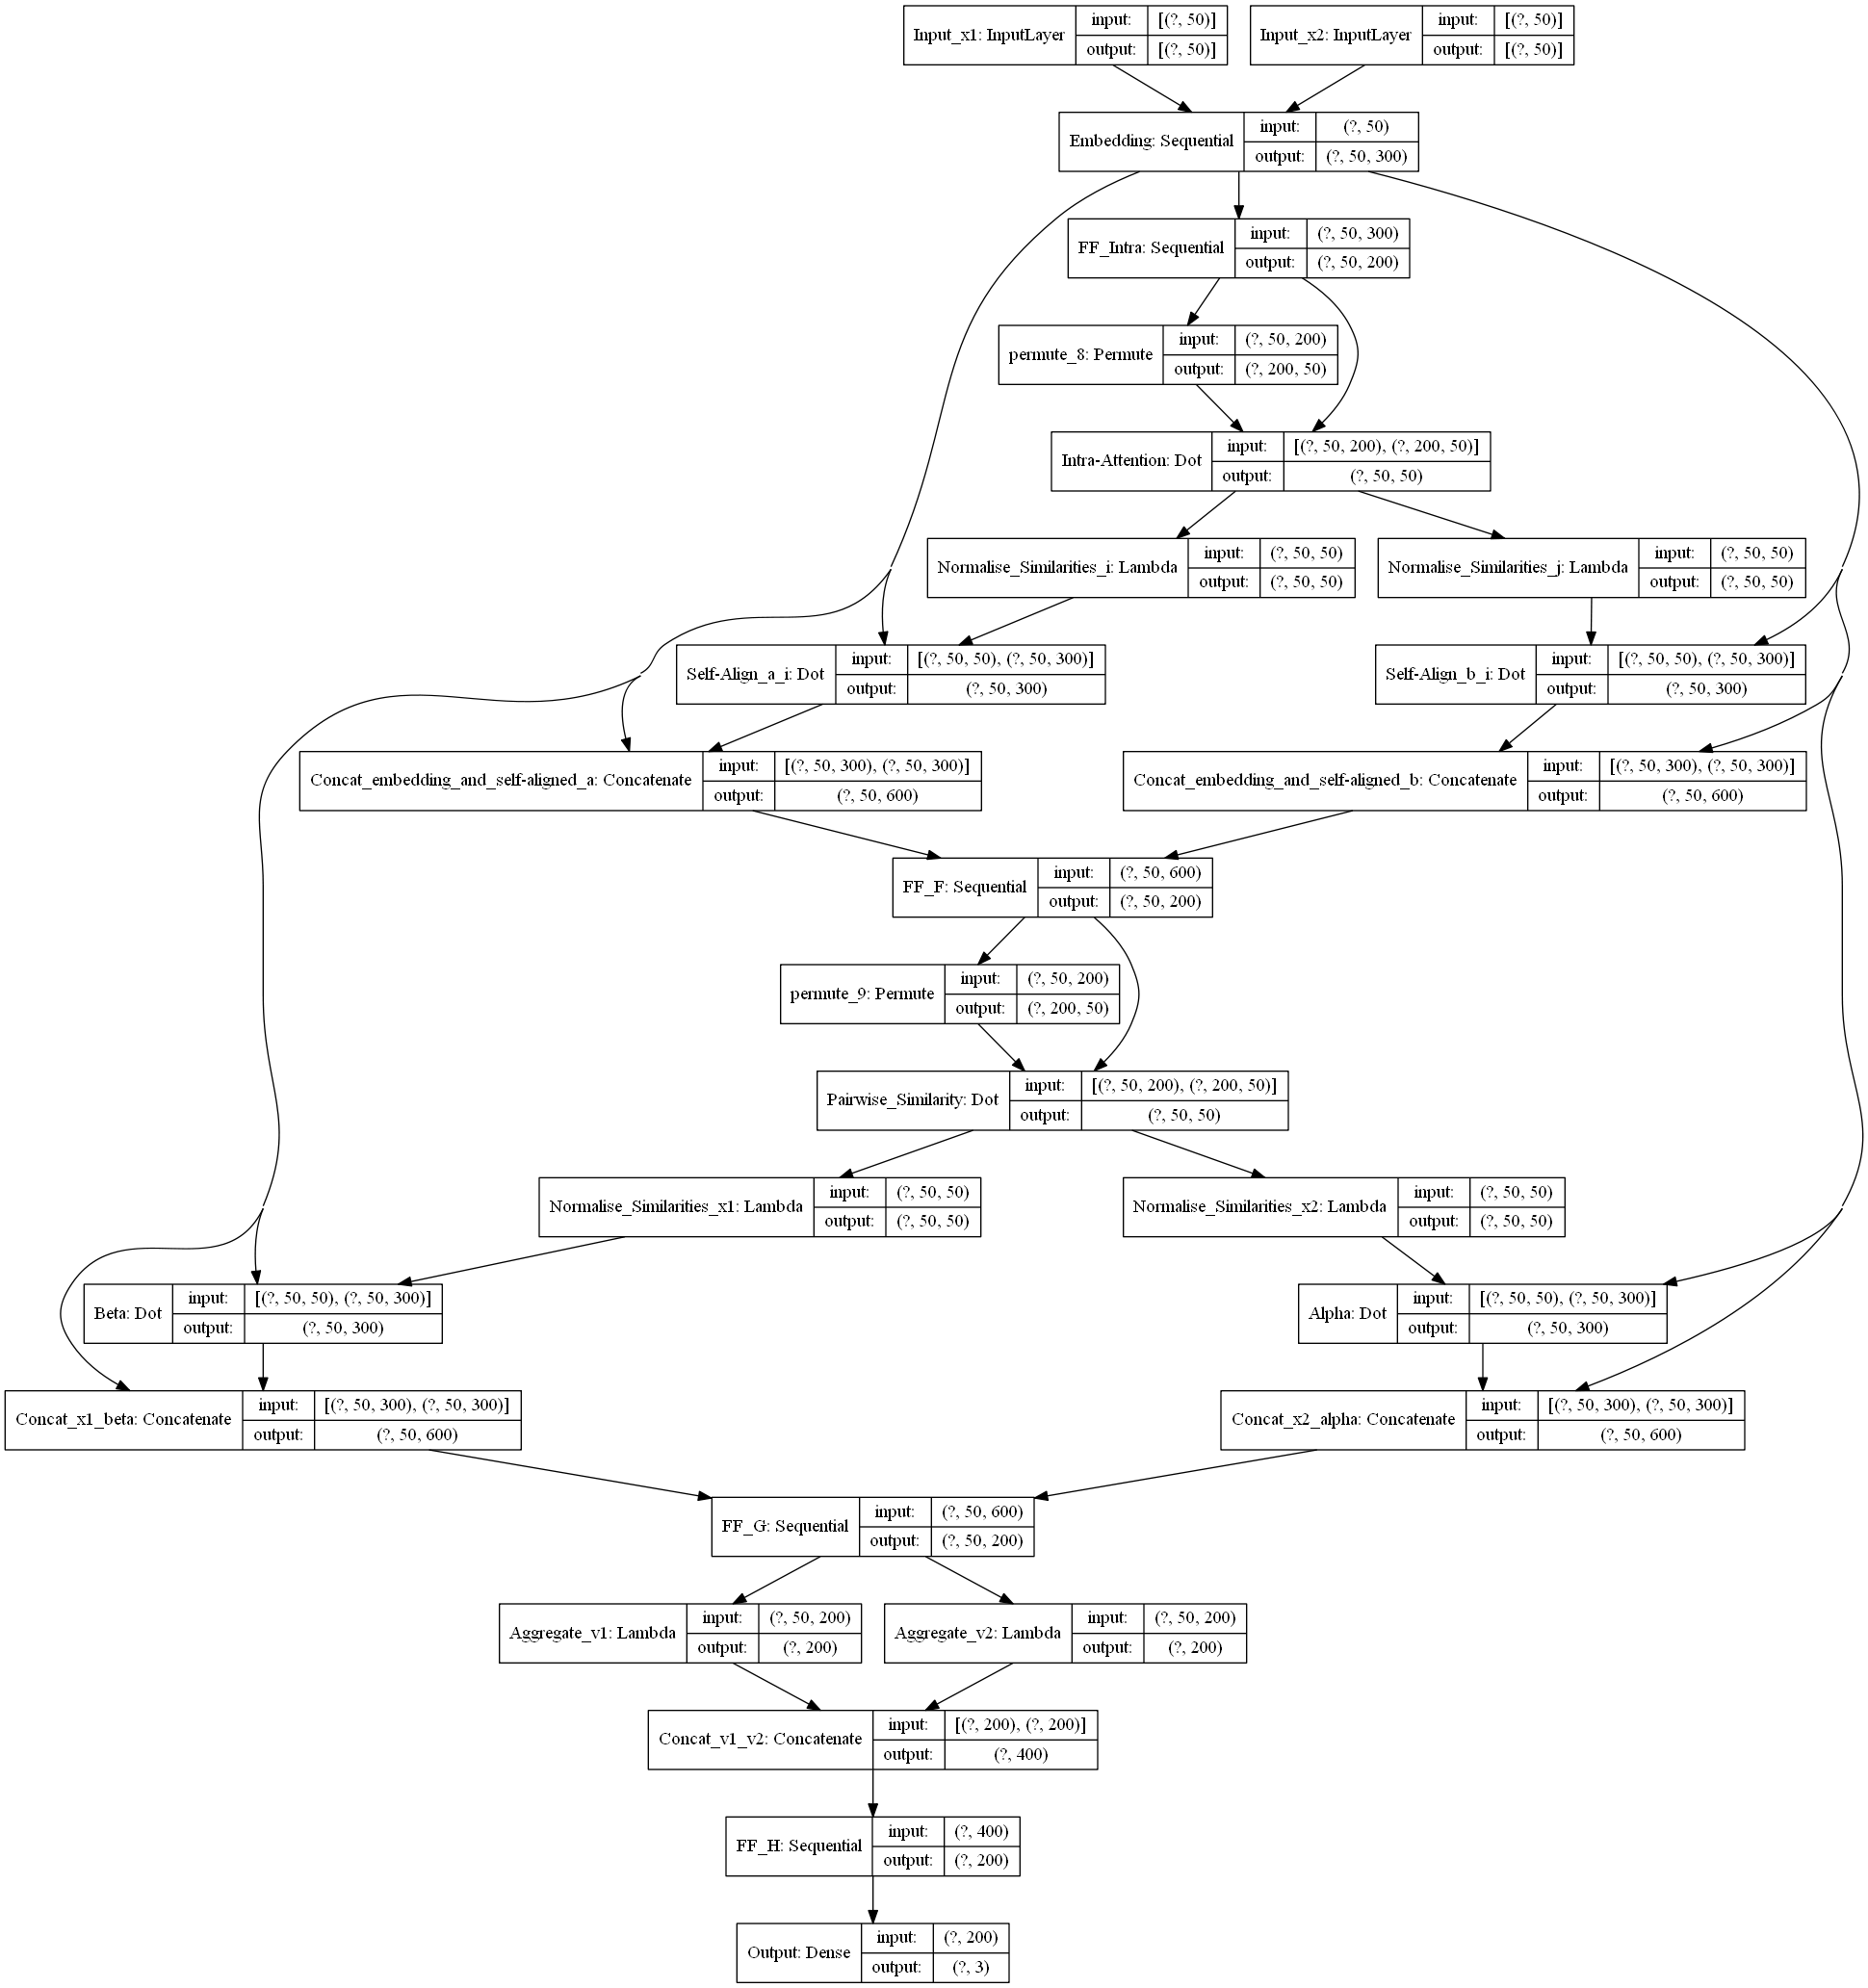 Input_x1: InputLayer
input: [(?, 50)]
output: [(?, 50)]
Input_x2: InputLayer
input: [(?, 50)]
output: [(?, 50)]
Embedding: Sequential
input: (?, 50)
output: (?, 50, 300)
FF_Intra: Sequential
input: (?, 50, 300)
output: (?, 50, 200)
permute_8: Permute
input: (?, 50, 200)
output: (?, 200, 50)
Intra-Attention: Dot
input: [(?, 50, 200), (?, 200, 50)]
output: (?, 50, 50)
Normalise_Similarities_i: Lambda
input: (?, 50, 50)
output: (?, 50, 50)
Normalise_Similarities_j: Lambda
input: (?, 50, 50)
output: (?, 50, 50)
Self-Align_a_i: Dot
input: [(?, 50, 50), (?, 50, 300)]
output: (?, 50, 300)
Self-Align_b_i: Dot
input: [(?, 50, 50), (?, 50, 300)]
output: (?, 50, 300)
Concat_embedding_and_self-aligned_a: Concatenate
input: [(?, 50, 300), (?, 50, 300)]
output: (?, 50, 600)
Concat_embedding_and_self-aligned_b: Concatenate
input: [(?, 50, 300), (?, 50, 300)]
output: (?, 50, 600)
FF_F: Sequential
input: (?, 50, 600)
output: (?, 50, 200)
permute_9: Permute
input: (?, 50, 200)
output: (?, 200, 50)
Pairwise_Similarity: Dot
input: [(?, 50, 200), (?, 200, 50)]
output: (?, 50, 50)
Normalise_Similarities_x1: Lambda
input: (?, 50, 50)
output: (?, 50, 50)
Normalise_Similarities_x2: Lambda
input: (?, 50, 50)
output: (?, 50, 50)
Beta: Dot
input: [(?, 50, 50), (?, 50, 300)]
output: (?, 50, 300)
Alpha: Dot
input: [(?, 50, 50), (?, 50, 300)]
output: (?, 50, 300)
Concat_x1_beta: Concatenate
input: [(?, 50, 300), (?, 50, 300)]
output: (?, 50, 600)
Concat_x2_alpha: Concatenate
input: [(?, 50, 300), (?, 50, 300)]
output: (?, 50, 600)
FF_G: Sequential
input: (?, 50, 600)
output: (?, 50, 200)
Aggregate_v1: Lambda
input: (?, 50, 200)
output: (?, 200)
Aggregate_v2: Lambda
input: (?, 50, 200)
output: (?, 200)
Concat_v1_v2: Concatenate
input: [(?, 200), (?, 200)]
output: (?, 400)
FF_H: Sequential
input: (?, 400)
output: (?, 200)
Output: Dense
input: (?, 200)
output: (?, 3)